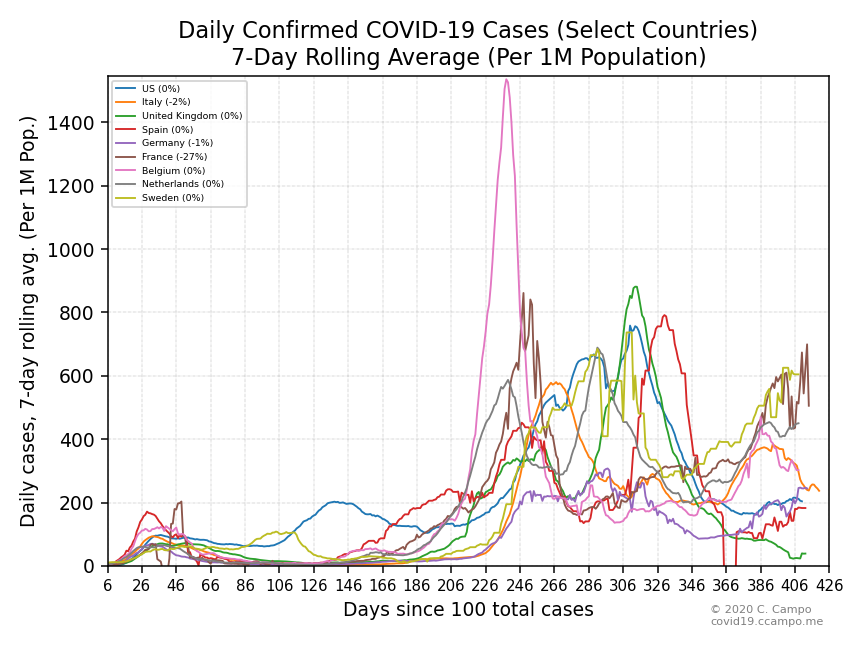 Daily Confirmed COVID-19 Cases (Select Countries)
7-Day Rolling Average (Per 1M Population)
US (0%)
Italy (-2%)
United Kingdom (0%)
Spain (0%)
Germany (-1%)
France (-27%)
Belgium (0%)
Netherlands (0%)
Sweden (0%)
Daily cases, 7-day rolling avg. (Per 1M Pop.)
1400
1200
1000
800
600
400
200
0
6 26 46 66 86 106 126 146 166 186 206 226 246 266 286 306 326 346 366 386 406 426
Days since 100 total cases
© 2020 C. Campo
covid19.ccampo.me